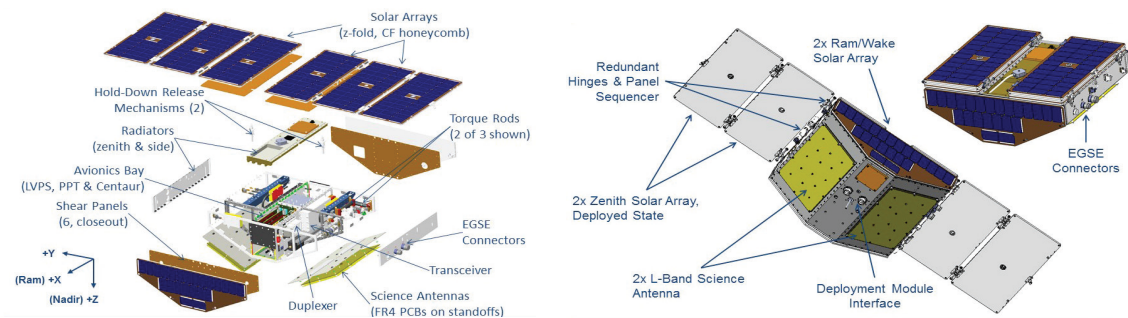 Solar Arrays
(z-fold, CF honeycomb)
Hold-Down Release
Mechanisms (2)
Radiators
(zenith & side)
Torque Rods
(2 of 3 shown)
Avionics Bay
(LVPS, PPT & Centaur)
Shear Panels
(6, closeout)
EGSE
Connectors
Transceiver
Duplexer
Science Antennas
(FR4 PCBs on standoffs)
+Y
(Ram) +X
(Nadir) +Z
2x Ram/Wake
Solar Array
Redundant
Hinges & Panel
Sequencer
EGSE
Connectors
2x Zenith Solar Array,
Deployed State
2x L-Band Science
Antenna
Deployment Module
Interface